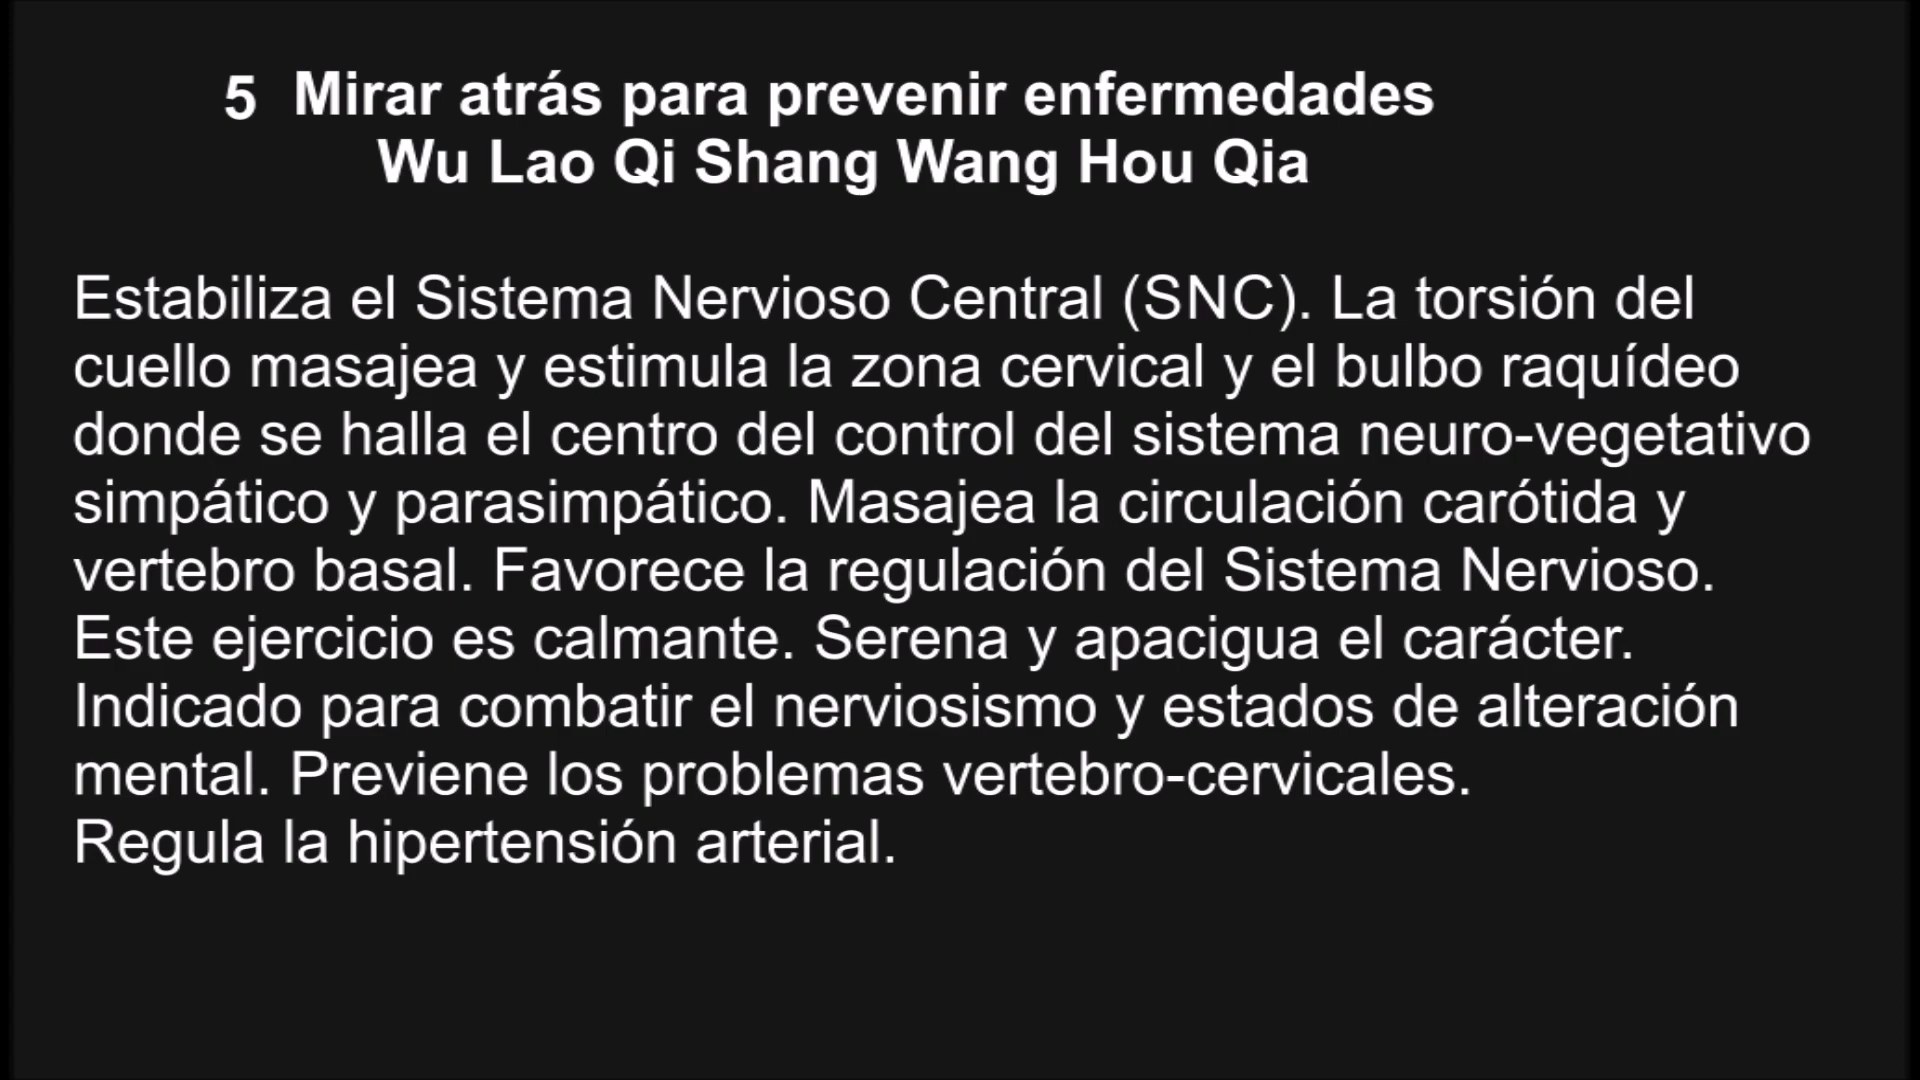 5 Mirar atrás para prevenir enfermedades
Wu Lao Qi Shang Wang Hou Qia
Estabiliza el Sistema Nervioso Central (SNC). La torsión del
cuello masajea y estimula la zona cervical y el bulbo raquídeo
donde se halla el centro del control del sistema neuro-vegetativo
simpático y parasimpático. Masajea la circulación carótida y
vertebro basal. Favorece la regulación del Sistema Nervioso.
Este ejercicio es calmante. Serena y apacigua el carácter.
Indicado para combatir el nerviosismo y estados de alteración
mental. Previene los problemas vertebro-cervicales.
Regula la hipertensión arterial.